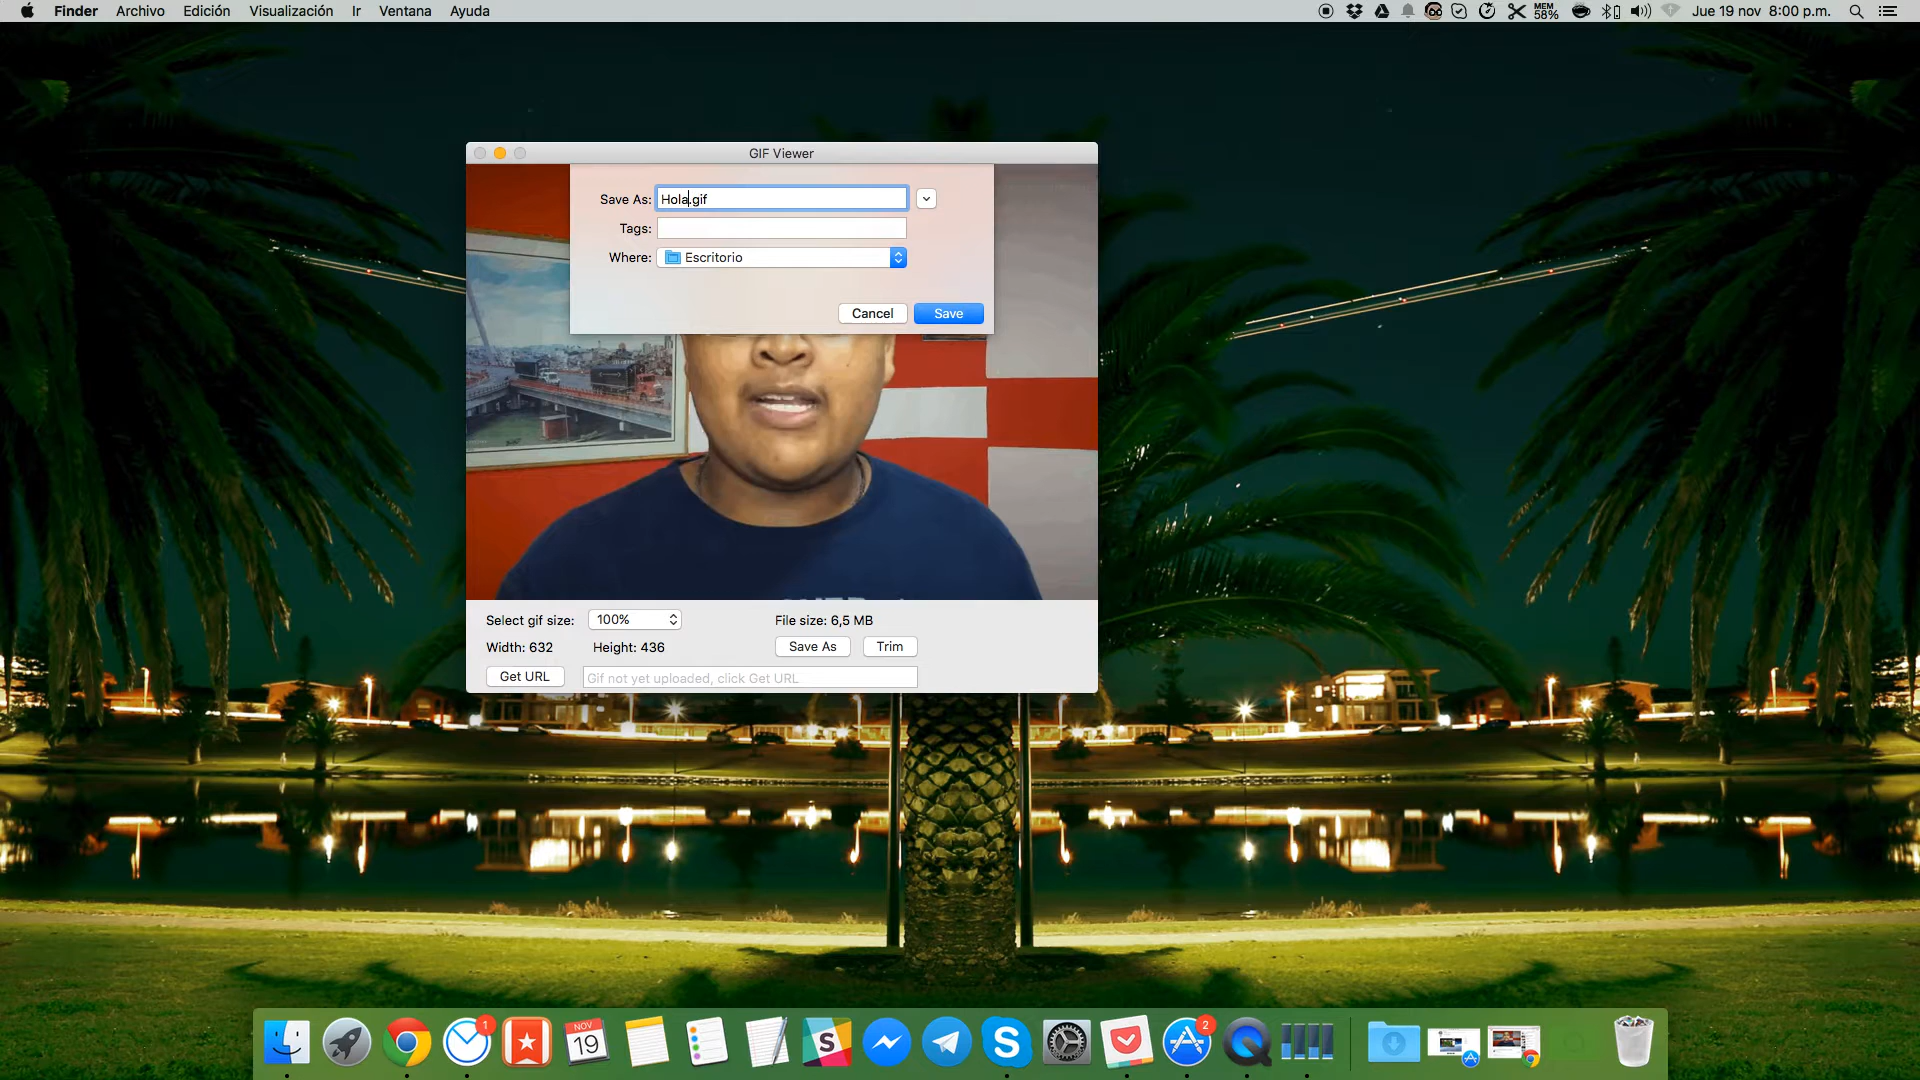 Finder Archivo Edición Visualización Ir Ventana Ayuda MEM 58% Jue 19 nov 8:00 p.m.
GIF Viewer
Save As: Hola.gif
Tags:
Where: Escritorio
Cancel Save
Select gif size: 100% File size: 6,5 MB
Width: 632 Height: 436 Save As Trim
Get URL Gif not yet uploaded, click Get URL
1 NOV 19 S S 2